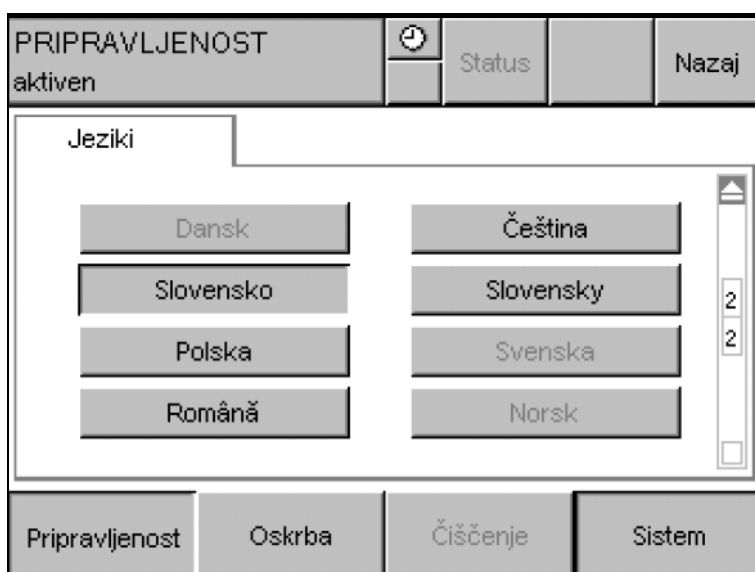 PRIPRAVLJENOST
aktiven
Status
Nazaj
Jeziki
Dansk
Čeština
Slovensko
Slovensky
2
Polska
Svenska
2
Română
Norsk
Pripravljenost
Oskrba
Čiščenje
Sistem